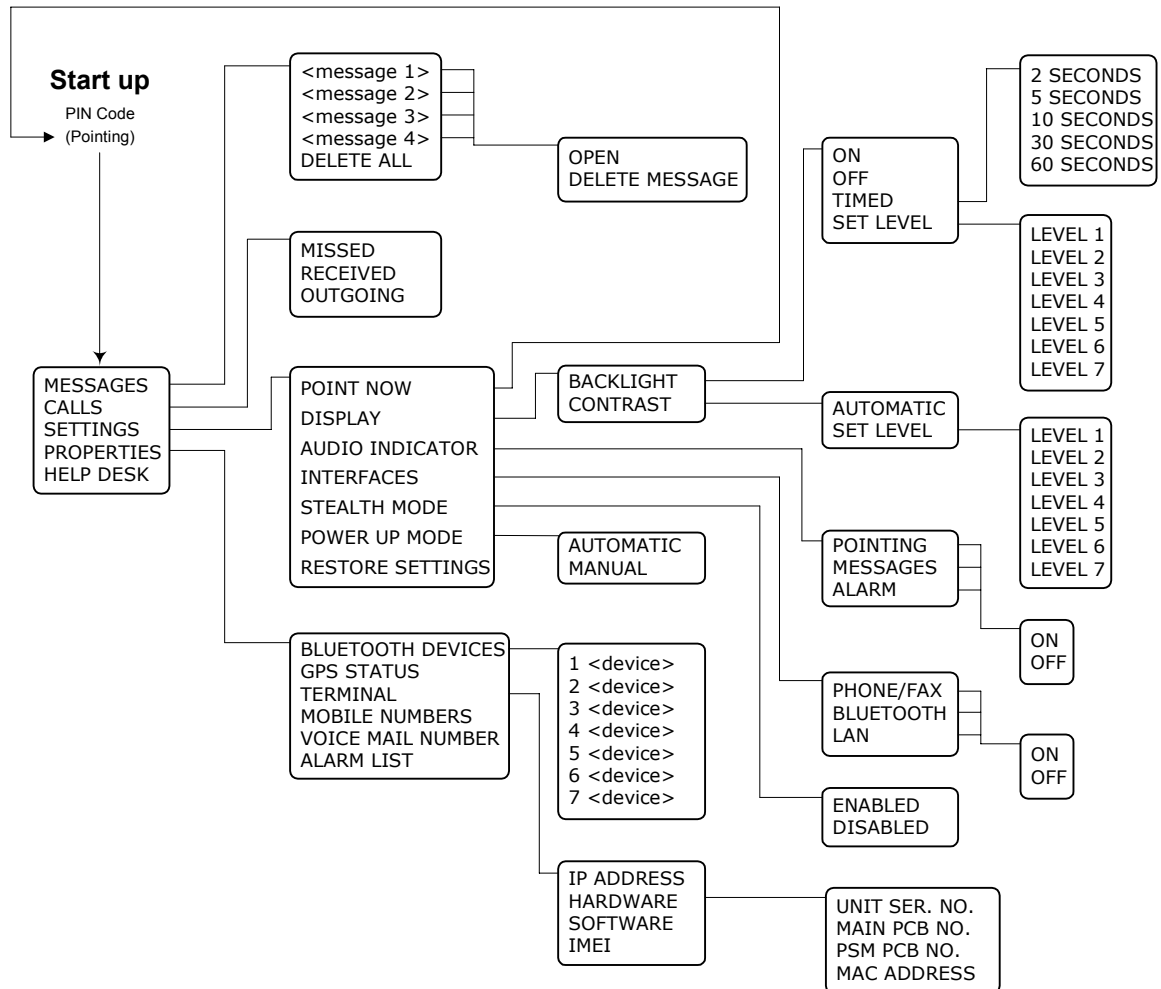 Start up
PIN Code
(Pointing)
MESSAGES
CALLS
SETTINGS
PROPERTIES
HELP DESK
<message 1>
<message 2>
<message 3>
<message 4>
DELETE ALL
OPEN
DELETE MESSAGE
MISSED
RECEIVED
OUTGOING
POINT NOW
DISPLAY
AUDIO INDICATOR
INTERFACES
STEALTH MODE
POWER UP MODE
RESTORE SETTINGS
BACKLIGHT
CONTRAST
ON
OFF
TIMED
SET LEVEL
2 SECONDS
5 SECONDS
10 SECONDS
30 SECONDS
60 SECONDS
LEVEL 1
LEVEL 2
LEVEL 3
LEVEL 4
LEVEL 5
LEVEL 6
LEVEL 7
AUTOMATIC
SET LEVEL
LEVEL 1
LEVEL 2
LEVEL 3
LEVEL 4
LEVEL 5
LEVEL 6
LEVEL 7
POINTING
MESSAGES
ALARM
ON
OFF
PHONE/FAX
BLUETOOTH
LAN
ON
OFF
ENABLED
DISABLED
AUTOMATIC
MANUAL
BLUETOOTH DEVICES
GPS STATUS
TERMINAL
MOBILE NUMBERS
VOICE MAIL NUMBER
ALARM LIST
1 <device>
2 <device>
3 <device>
4 <device>
5 <device>
6 <device>
7 <device>
IP ADDRESS
HARDWARE
SOFTWARE
IMEI
UNIT SER. NO.
MAIN PCB NO.
PSM PCB NO.
MAC ADDRESS